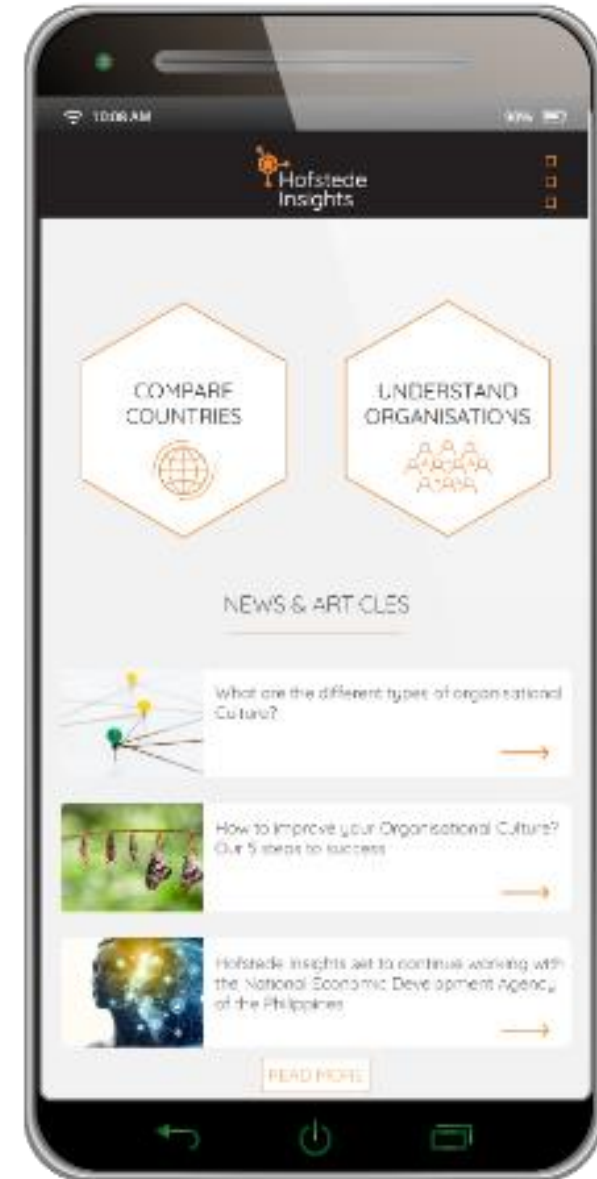 10:08 AM
90%
Hofstede
Insights
COMPARE
COUNTRIES
UNDERSTAND
ORGANISATIONS
NEWS & ARTICLES
What are the different types of organisational
Culture?
How to improve your Organisational Culture?
Our 5 steps to success
Hofstede Insights set to continue working with
the National Economic Development Agency
of the Philippines
READ MORE